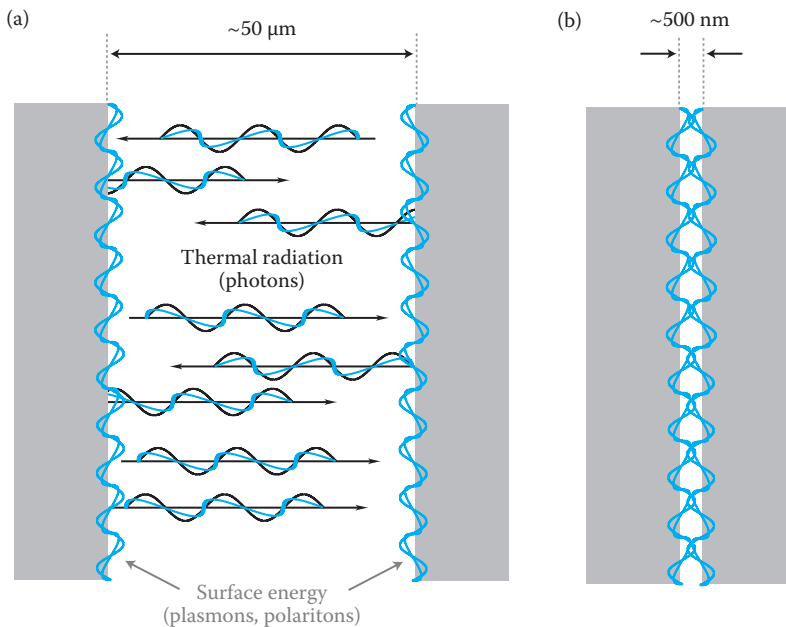 (a)
~50 µm
Thermal radiation
(photons)
Surface energy
(plasmons, polaritons)
(b)
~500 nm